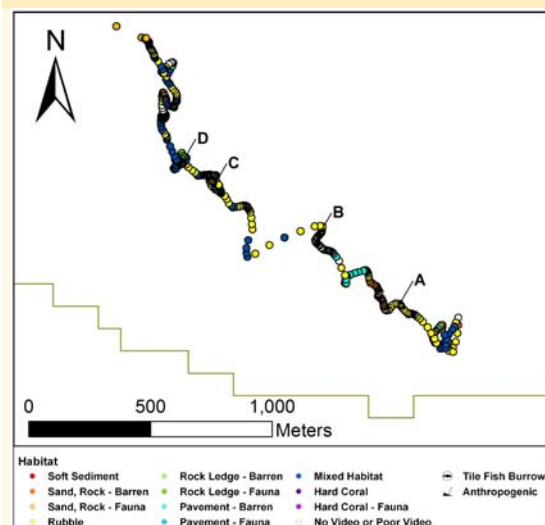 N
D
C
B
A
0 500 1,000
Meters
Habitat
Soft Sediment
Sand, Rock - Barren
Sand, Rock - Fauna
Rubble
Rock Ledge - Barren
Rock Ledge - Fauna
Pavement - Barren
Pavement - Fauna
Mixed Habitat
Hard Coral
Hard Coral - Fauna
No Video or Poor Video
Tile Fish Burrow
Anthropogenic